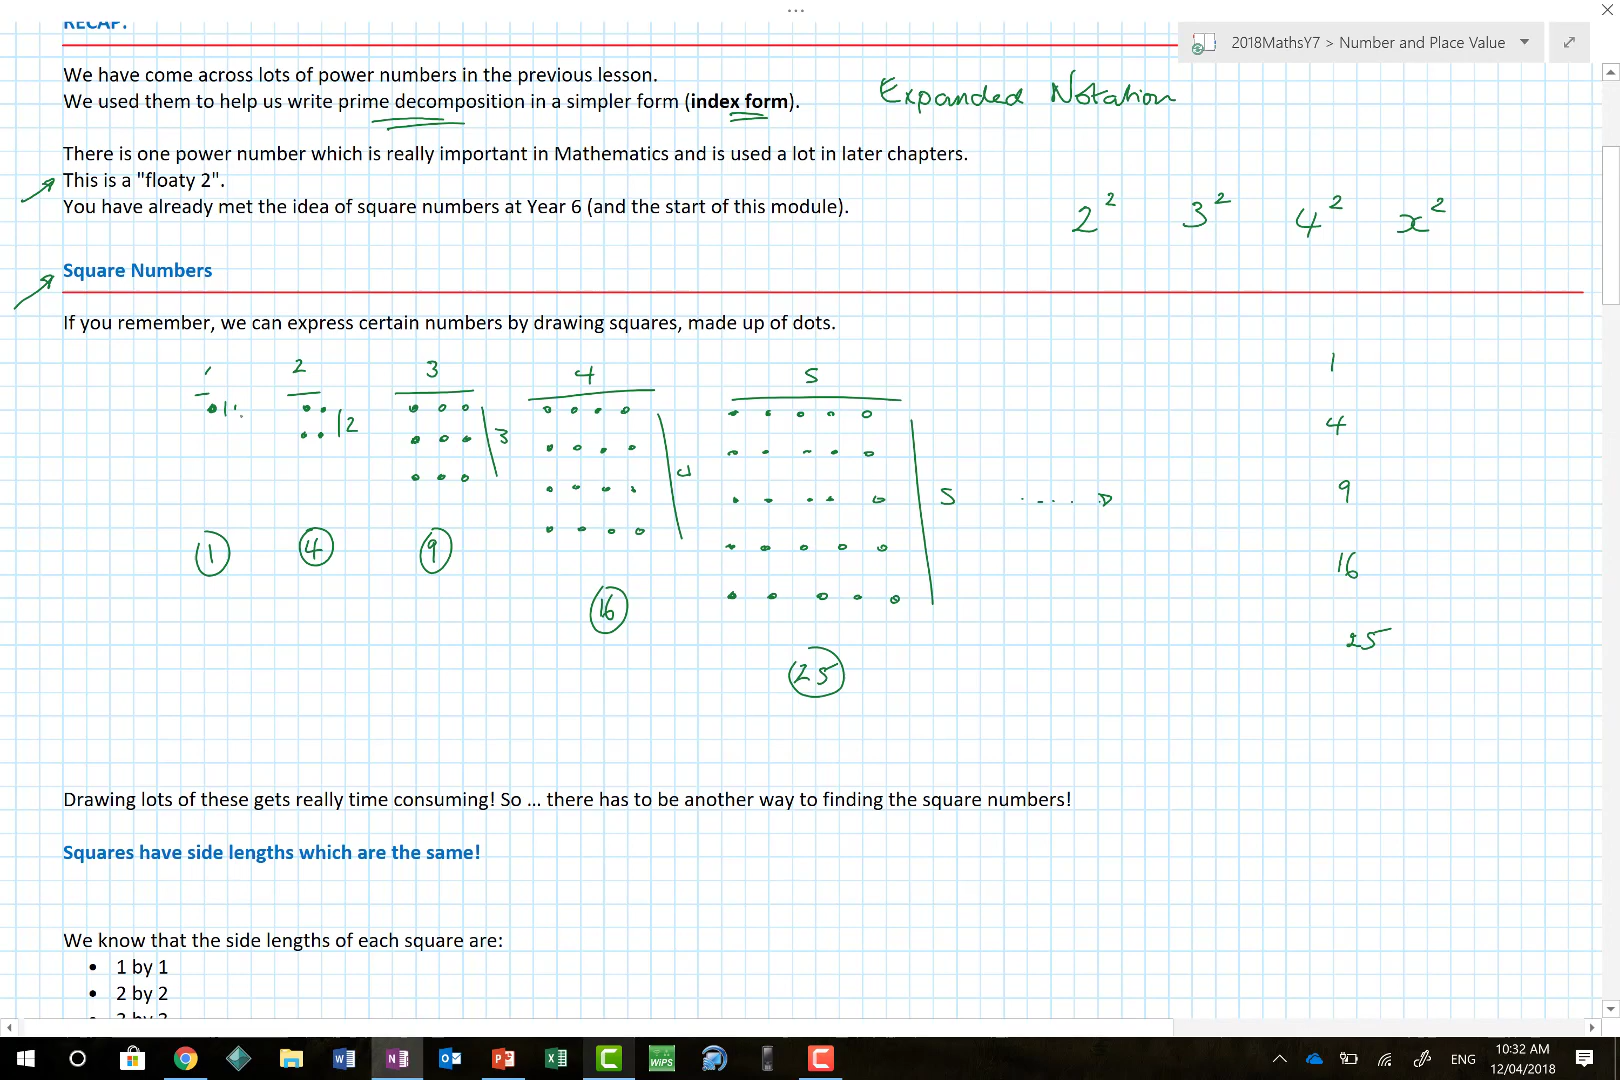 RECAP:
2018MathsY7 > Number and Place Value
We have come across lots of power numbers in the previous lesson.
We used them to help us write prime decomposition in a simpler form (index form).
Expanded Notation
There is one power number which is really important in Mathematics and is used a lot in later chapters.
This is a "floaty 2".
You have already met the idea of square numbers at Year 6 (and the start of this module).
2² 3² 4² x²
Square Numbers
If you remember, we can express certain numbers by drawing squares, made up of dots.
1 2 3 4 5
1 2 3 4 5
1 4 9 16 25
1
4
9
16
25
Drawing lots of these gets really time consuming! So ... there has to be another way to finding the square numbers!
Squares have side lengths which are the same!
We know that the side lengths of each square are:
• 1 by 1
• 2 by 2
• 3 by 3
WiPS
ENG
10:32 AM
12/04/2018